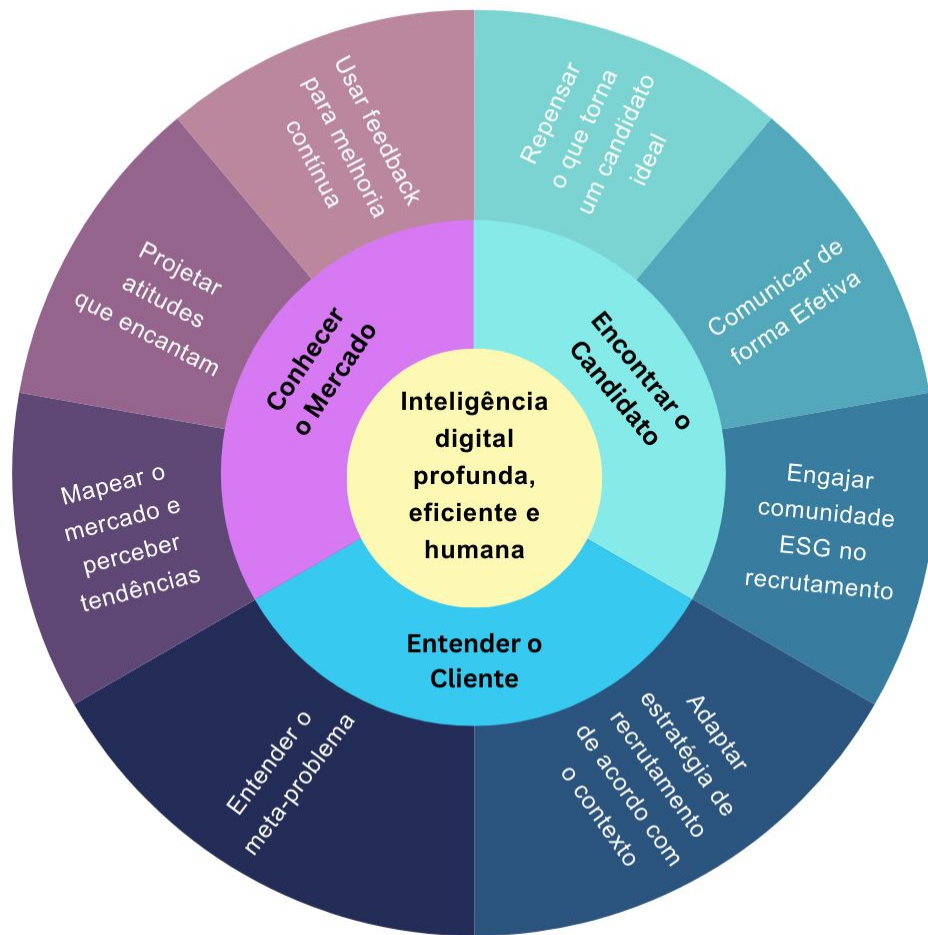 Usar feedback
para melhoria
contínua
Repensar
o que torna
um candidato
ideal
Projetar
atitudes
que encantam
Comunicar de
forma Efetiva
Conhecer
o Mercado
Encontrar o
Candidato
Inteligência
digital
profunda,
eficiente e
humana
Mapear o
mercado e
perceber
tendências
Engajar
comunidade
ESG no
recrutamento
Entender o
Cliente
Entender o
meta-problema
Adaptar
estratégia de
recrutamento
de acordo com
o contexto